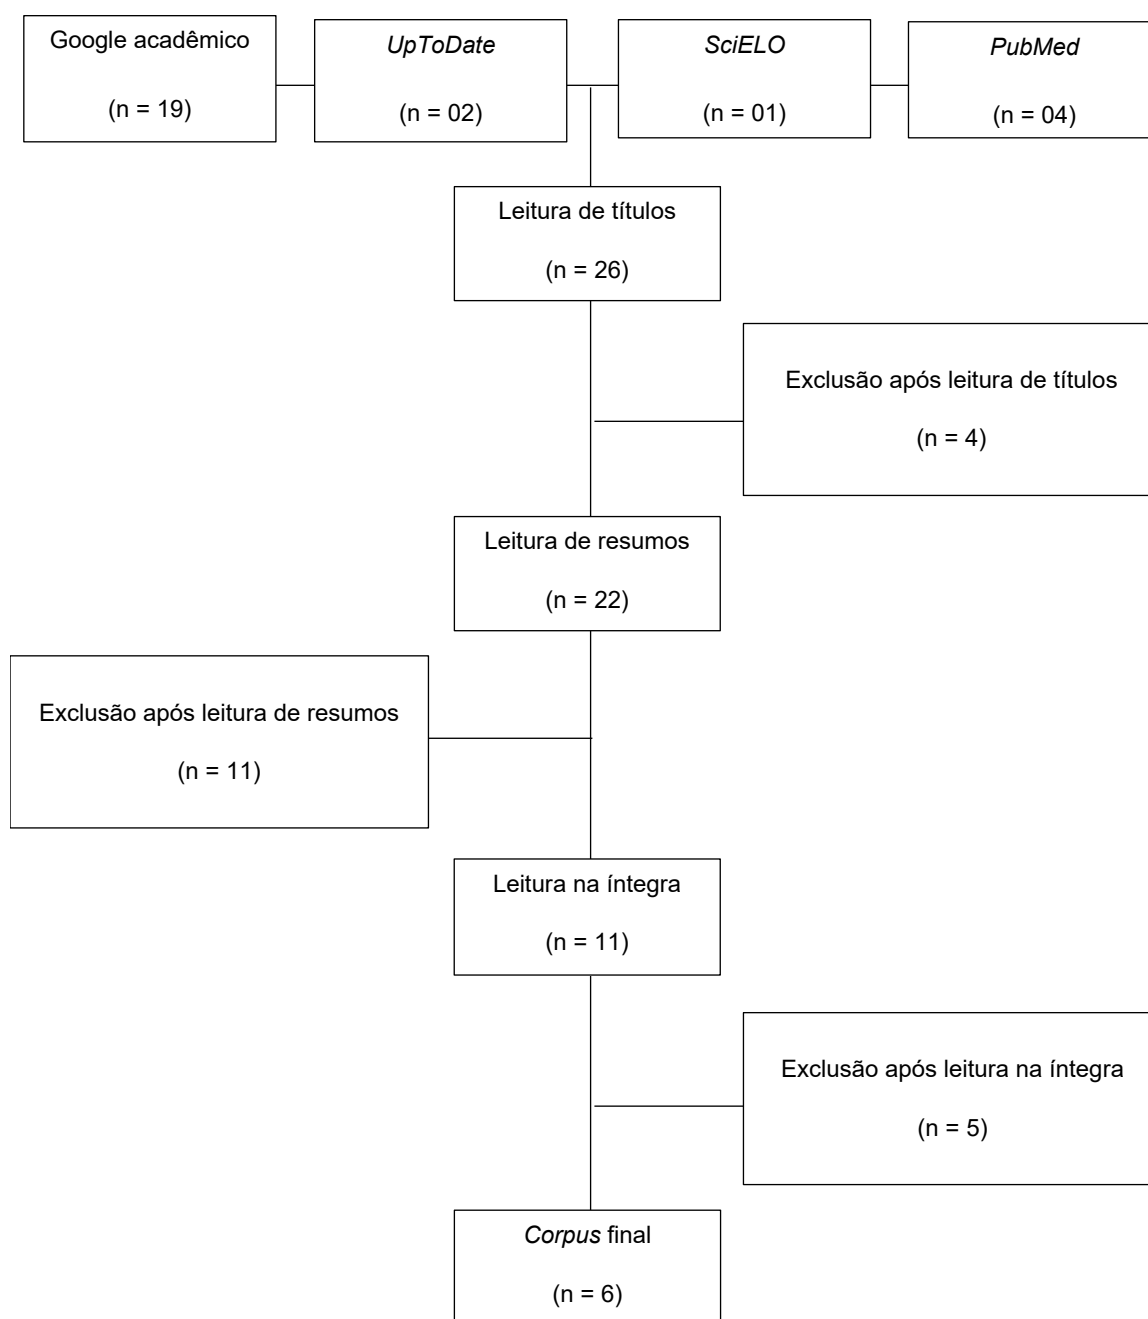 Google acadêmico
(n = 19)
UpToDate
(n = 02)
SciELO
(n = 01)
PubMed
(n = 04)
Leitura de títulos
(n = 26)
Exclusão após leitura de títulos
(n = 4)
Leitura de resumos
(n = 22)
Exclusão após leitura de resumos
(n = 11)
Leitura na íntegra
(n = 11)
Exclusão após leitura na íntegra
(n = 5)
Corpus final
(n = 6)